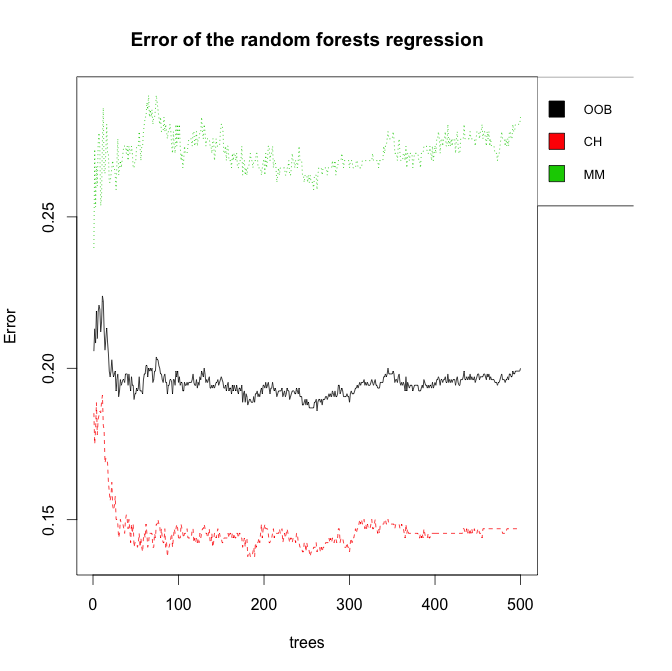 Error of the random forests regression
OOB
CH
MM
0.25
0.20
0.15
Error
0 100 200 300 400 500
trees